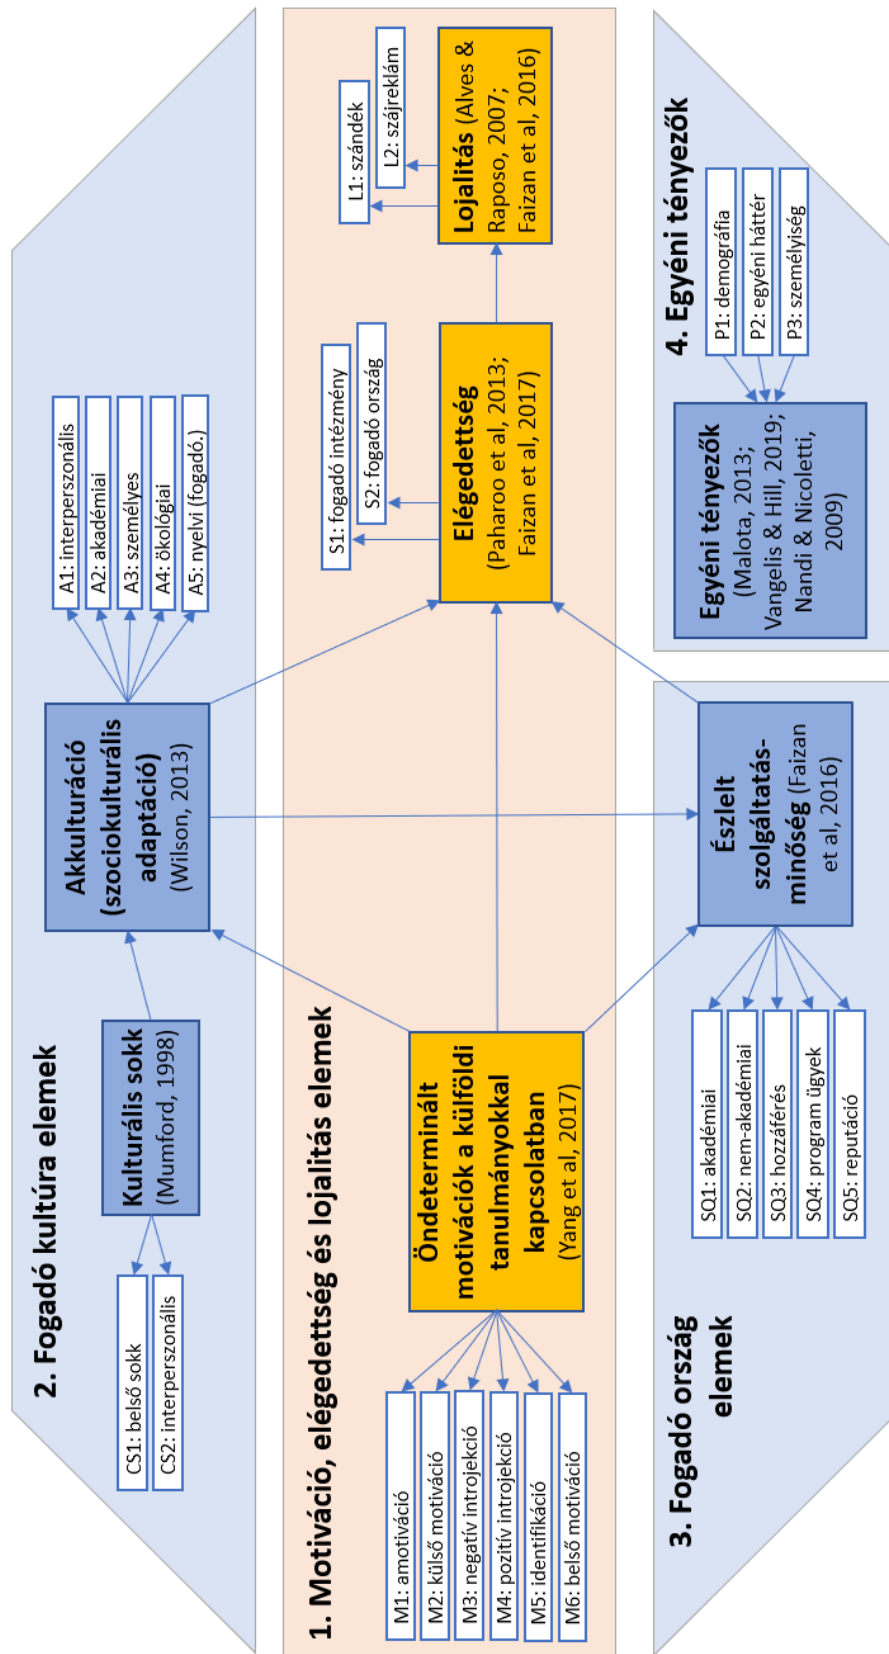 2. Fogadó kultúra elemek
CS1: belső sokk
CS2: interperszonális
Kulturális sokk
(Mumford, 1998)
Akkulturáció
(szociokulturális
adaptáció)
(Wilson, 2013)
A1: interperszonális
A2: akadémiai
A3: személyes
A4: ökológiai
A5: nyelvi (fogadó.)
1. Motiváció, elégedettség és lojalitás elemek
M1: amotiváció
M2: külső motiváció
M3: negatív introjekció
M4: pozitív introjekció
M5: identifikáció
M6: belső motiváció
Öndeterminált
motivációk a külföldi
tanulmányokkal
kapcsolatban
(Yang et al, 2017)
S1: fogadó intézmény
S2: fogadó ország
Elégedettség
(Paharoo et al, 2013;
Faizan et al, 2017)
L1: szándék
L2: szájreklám
Lojalitás (Alves &
Raposo, 2007;
Faizan et al, 2016)
3. Fogadó ország
elemek
SQ1: akadémiai
SQ2: nem-akadémiai
SQ3: hozzáférés
SQ4: program ügyek
SQ5: reputáció
Észlelt
szolgáltatás-
minőség (Faizan
et al, 2016)
4. Egyéni tényezők
Egyéni tényezők
(Malota, 2013;
Vangelis & Hill, 2019;
Nandi & Nicoletti,
2009)
P1: demográfia
P2: egyéni háttér
P3: személyiség